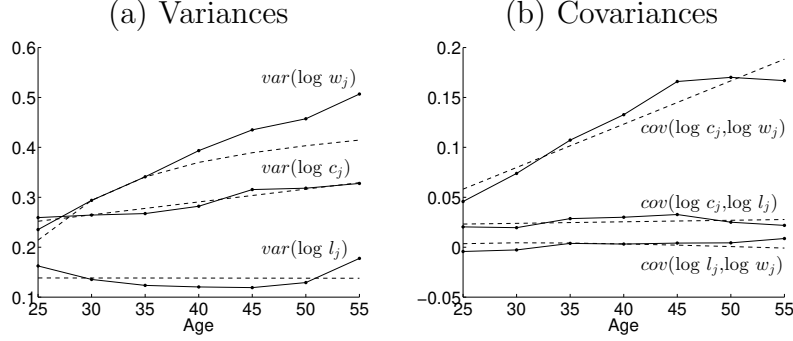 (a) Variances
0.6
0.5
0.4
0.3
0.2
0.1
25 30 35 40 45 50 55
Age
var(log w_j)
var(log c_j)
var(log l_j)
(b) Covariances
0.2
0.15
0.1
0.05
0
−0.05
25 30 35 40 45 50 55
Age
cov(log c_j,log w_j)
cov(log c_j,log l_j)
cov(log l_j,log w_j)